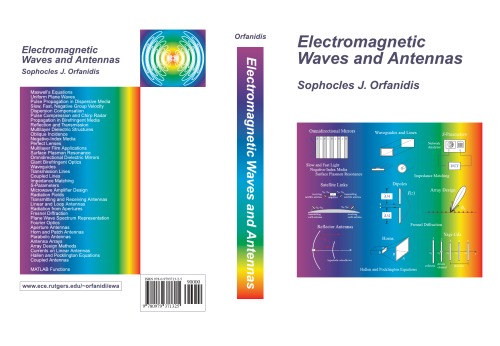 Electromagnetic
Waves and Antennas
Sophocles J. Orfanidis
Maxwell's Equations
Uniform Plane Waves
Pulse Propagation in Dispersive Media
Slow, Fast, Negative Group Velocity
Dispersion Compensation
Pulse Compression and Chirp Radar
Propagation in Birefringent Media
Reflection and Transmission
Multilayer Dielectric Structures
Oblique Incidence
Negative-Index Media
Perfect Lenses
Multilayer Film Applications
Surface Plasmon Resonance
Omnidirectional Dielectric Mirrors
Giant Birefringent Optics
Waveguides
Transmission Lines
Coupled Lines
Impedance Matching
S-Parameters
Microwave Amplifier Design
Radiation Fields
Transmitting and Receiving Antennas
Linear and Loop Antennas
Radiation from Apertures
Fresnel Diffraction
Plane Wave Spectrum Representation
Fourier Optics
Aperture Antennas
Horn and Patch Antennas
Parabolic Antennas
Antenna Arrays
Array Design Methods
Currents on Linear Antennas
Hallen and Pocklington Equations
Coupled Antennas
MATLAB Functions
www.ece.rutgers.edu/~orfanidi/ewa
90000
Orfanidis
Electromagnetic Waves and Antennas
Electromagnetic
Waves and Antennas
Sophocles J. Orfanidis
Omnidirectional Mirrors
Waveguides and Lines
S-Parameters
Slow and Fast Light
Negative-Index Media
Surface Plasmon Resonance
Impedance Matching
Satellite Links
Dipoles
I(z)
Array Design
Reflector Antennas
Fresnel Diffraction
Horns
Yagi-Uda
Hallen and Pocklington Equations